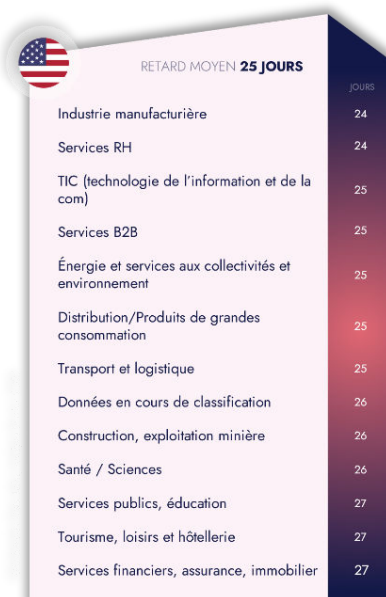 RETARD MOYEN 25 JOURS
JOURS
Industrie manufacturière 24
Services RH 24
TIC (technologie de l'information et de la
com) 25
Services B2B 25
Énergie et services aux collectivités et
environnement 25
Distribution/Produits de grandes
consommation 25
Transport et logistique 25
Données en cours de classification 26
Construction, exploitation minière 26
Santé / Sciences 26
Services publics, éducation 27
Tourisme, loisirs et hôtellerie 27
Services financiers, assurance, immobilier 27